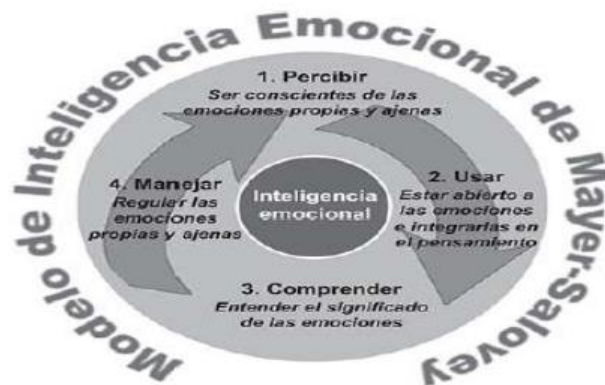 Modelo de Inteligencia Emocional de Mayer-Salovey
1. Percibir
Ser conscientes de las
emociones propias y ajenas
2. Usar
Estar abierto a
las emociones
e integrarlas en
el pensamiento
3. Comprender
Entender el significado
de las emociones
4. Manejar
Regular las
emociones
propias y ajenas
Inteligencia
emocional